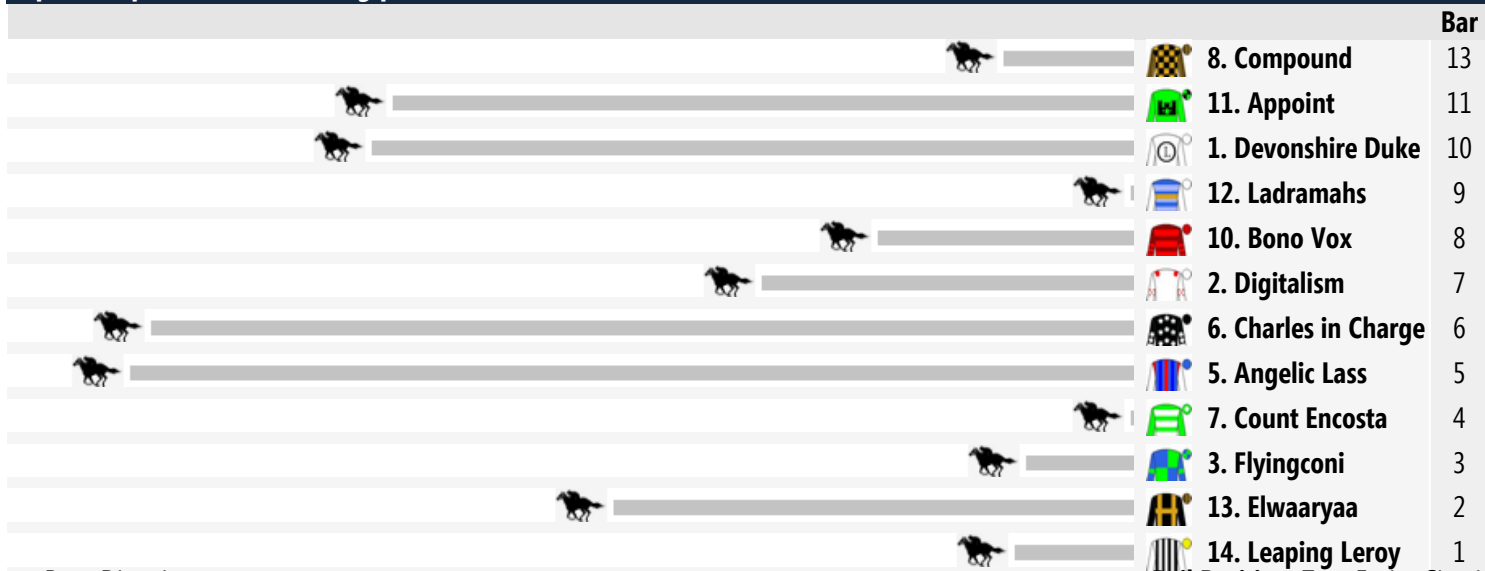 Bar
8. Compound 13
11. Appoint 11
1. Devonshire Duke 10
12. Ladramahs 9
10. Bono Vox 8
2. Digitalism 7
6. Charles in Charge 6
L
5. Angelic Lass 5
7. Count Encosta 4
3. Flyingconi 3
13. Elwaaryaa 2
14. Leaping Leroy 1